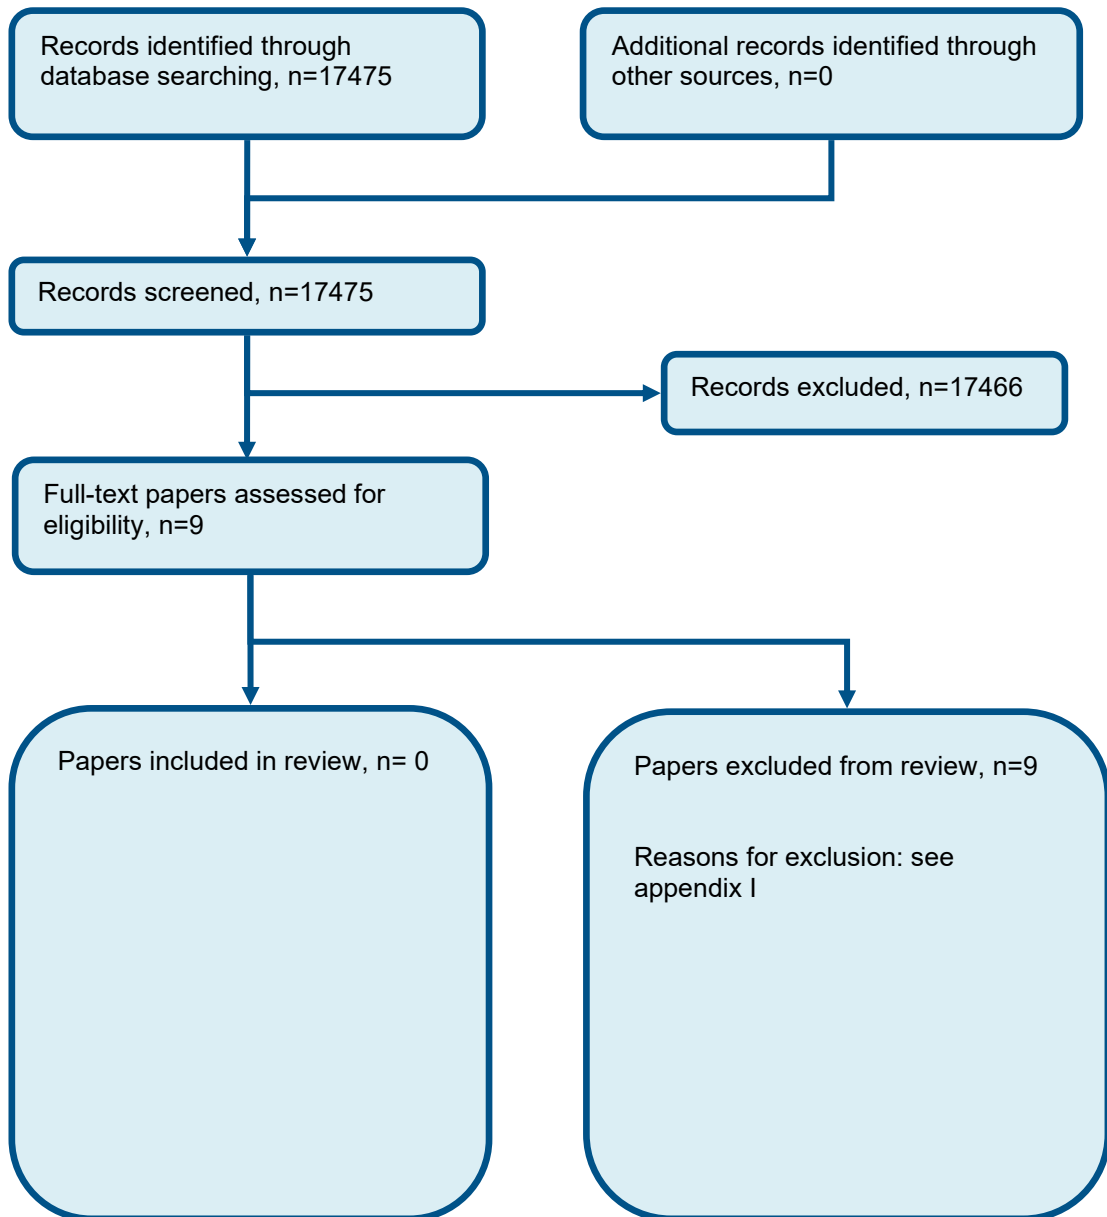 Records identified through
database searching, n=17475
Additional records identified through
other sources, n=0
Records screened, n=17475
Records excluded, n=17466
Full-text papers assessed for
eligibility, n=9
Papers included in review, n= 0
Papers excluded from review, n=9
Reasons for exclusion: see
appendix I